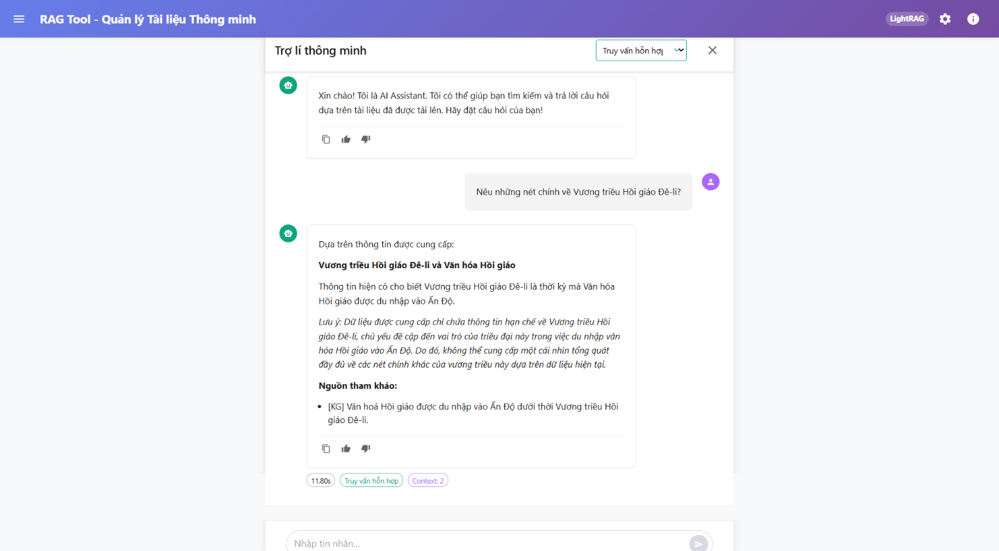 RAG Tool - Quản lý Tài liệu Thông minh
LightRAG
Trợ lí thông minh
Truy vấn hỗn hợ
Xin chào! Tôi là AI Assistant. Tôi có thể giúp bạn tìm kiếm và trả lời câu hỏi
dựa trên tài liệu đã được tải lên. Hãy đặt câu hỏi của bạn!
Nêu những nét chính về Vương triều Hồi giáo Đê-li?
Dựa trên thông tin được cung cấp:
Vương triều Hồi giáo Đê-li và Văn hóa Hồi giáo
Thông tin hiện có cho biết Vương triều Hồi giáo Đê-li là thời kỳ mà Văn hóa
Hồi giáo được du nhập vào Ấn Độ.
Lưu ý: Dữ liệu được cung cấp chỉ chứa thông tin hạn chế về Vương triều Hồi
giáo Đê-li, chủ yếu đề cập đến vai trò của triều đại này trong việc du nhập văn
hóa Hồi giáo vào Ấn Độ. Do đó, không thể cung cấp một cái nhìn tổng quát
đầy đủ về các nét chính khác của vương triều này dựa trên dữ liệu hiện tại.
Nguồn tham khảo:
• [KG] Văn hoá Hồi giáo được du nhập vào Ấn Độ dưới thời Vương triều Hồi
giáo Đê-li.
11.80s
Truy vấn hỗn hợp
Context: 2
Nhập tin nhắn...